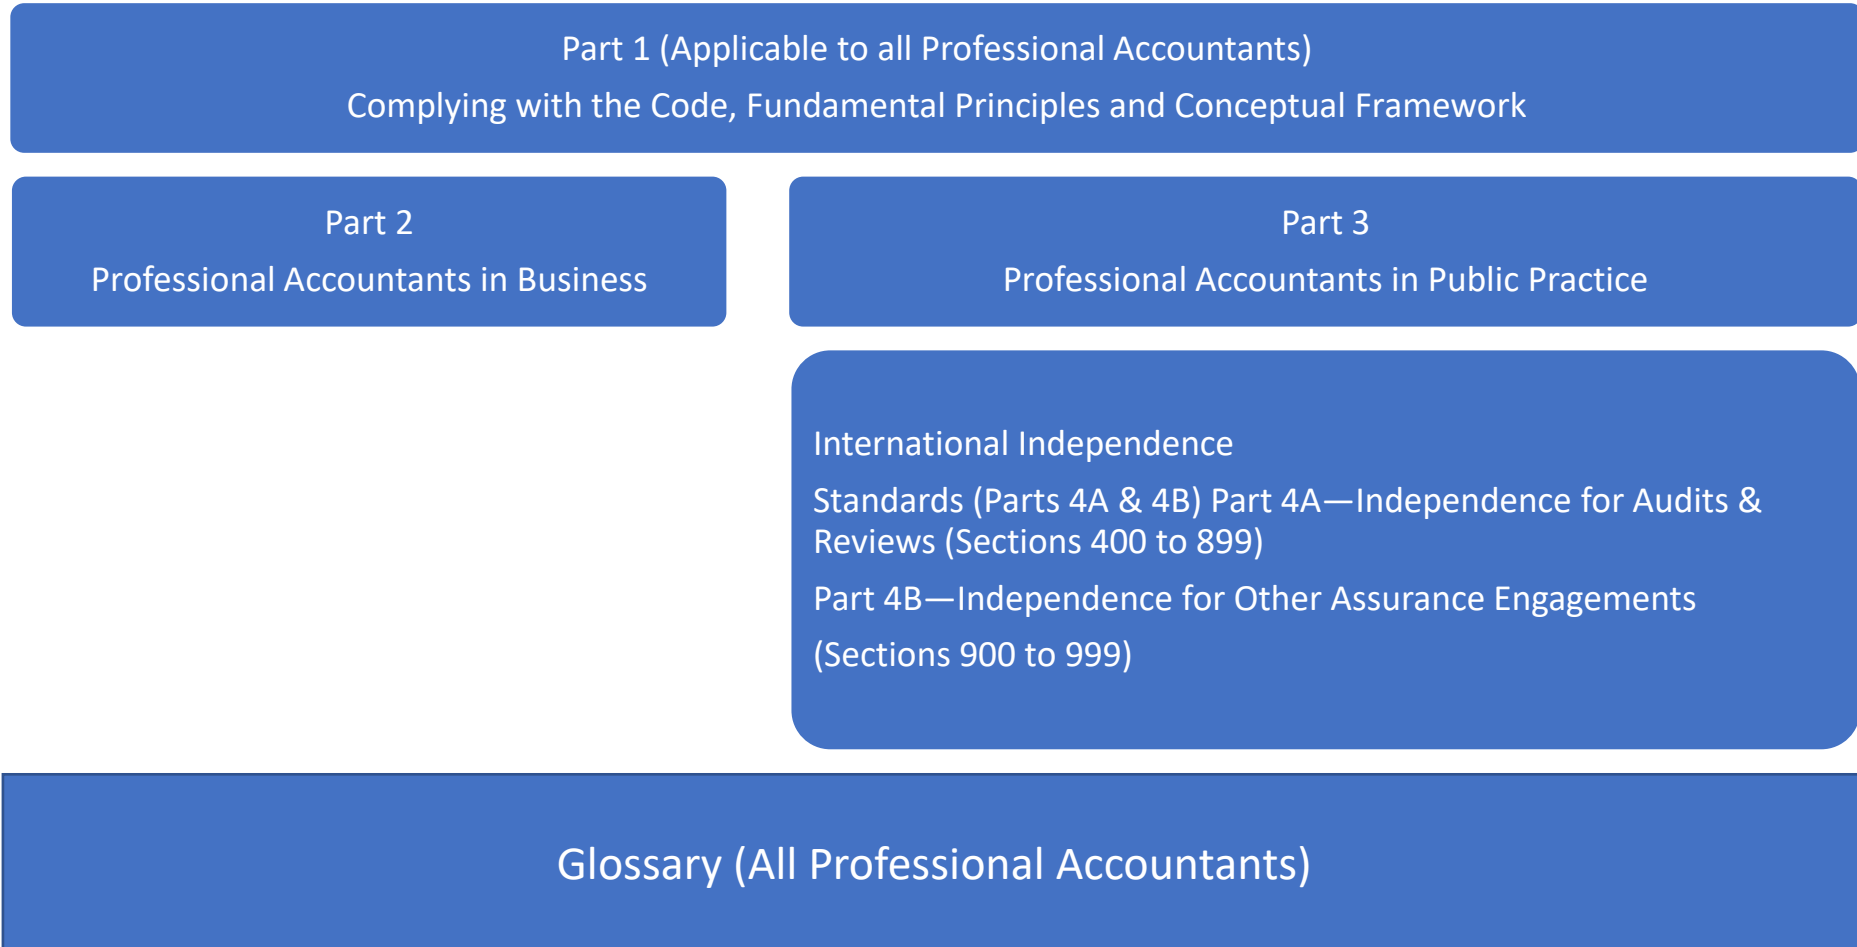 Part 1 (Applicable to all Professional Accountants)
Complying with the Code, Fundamental Principles and Conceptual Framework
Part 2
Professional Accountants in Business
Part 3
Professional Accountants in Public Practice
International Independence
Standards (Parts 4A & 4B) Part 4A—Independence for Audits &
Reviews (Sections 400 to 899)
Part 4B—Independence for Other Assurance Engagements
(Sections 900 to 999)
Glossary (All Professional Accountants)